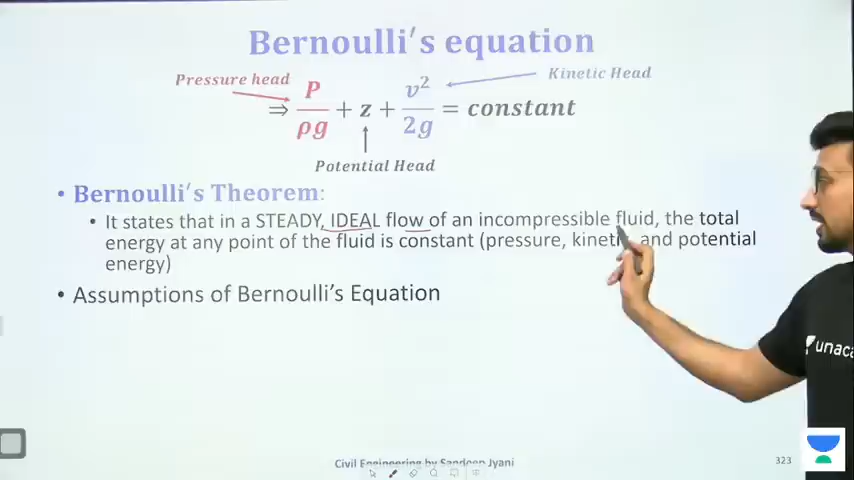 Bernoulli's equation
Pressure head
Kinetic Head
⇒ P/ρg + z + v²/2g = constant
Potential Head
• Bernoulli's Theorem:
• It states that in a STEADY, IDEAL flow of an incompressible fluid, the total
energy at any point of the fluid is constant (pressure, kinetic and potential
energy)
• Assumptions of Bernoulli's Equation
unaca
Civil Engineering by Sandeep Jyani
323